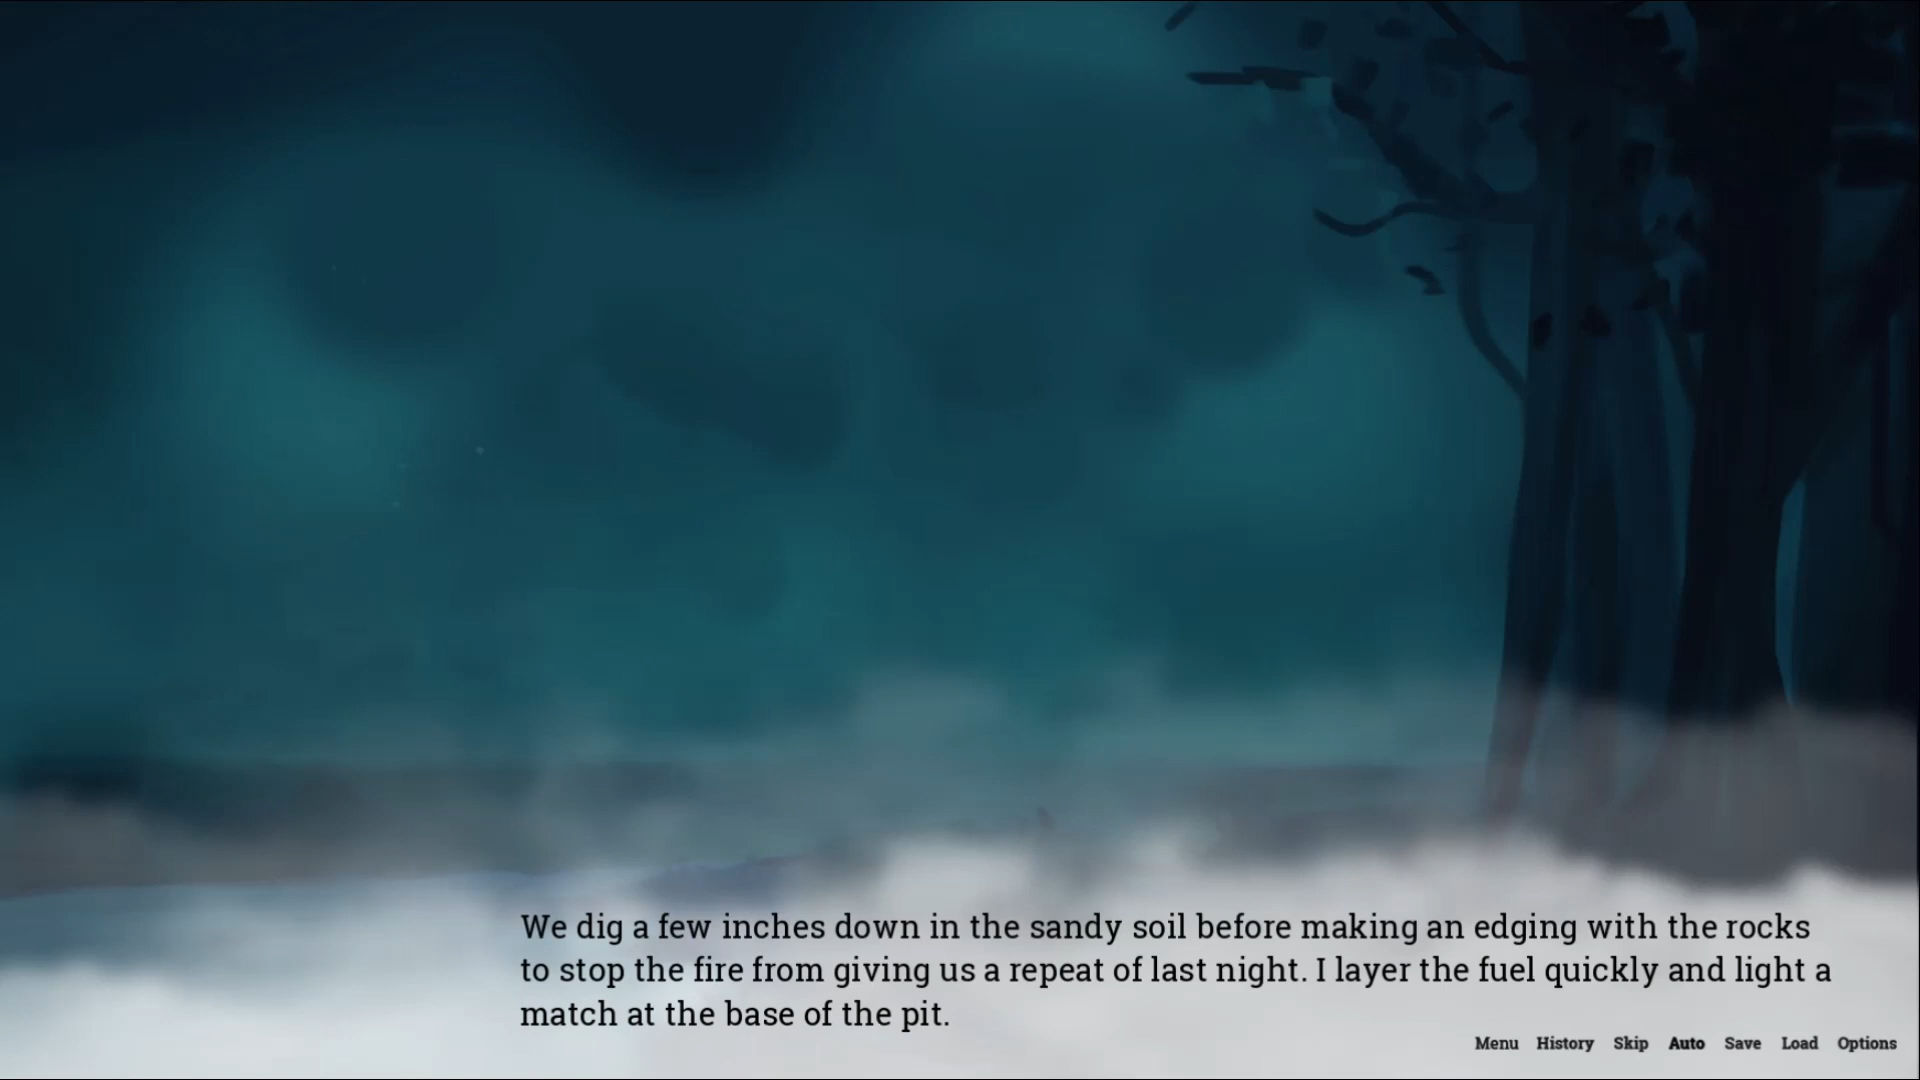 We dig a few inches down in the sandy soil before making an edging with the rocks
to stop the fire from giving us a repeat of last night. I layer the fuel quickly and light a
match at the base of the pit.
Menu History Skip Auto Save Load Options